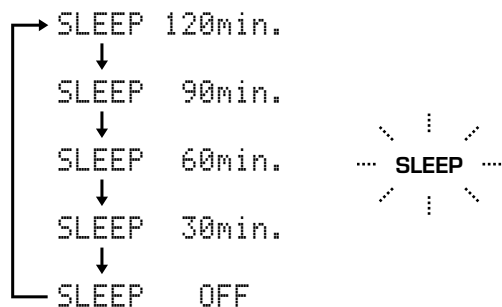 SLEEP 120min.
SLEEP 90min.
SLEEP 60min.
SLEEP
SLEEP 30min.
SLEEP OFF